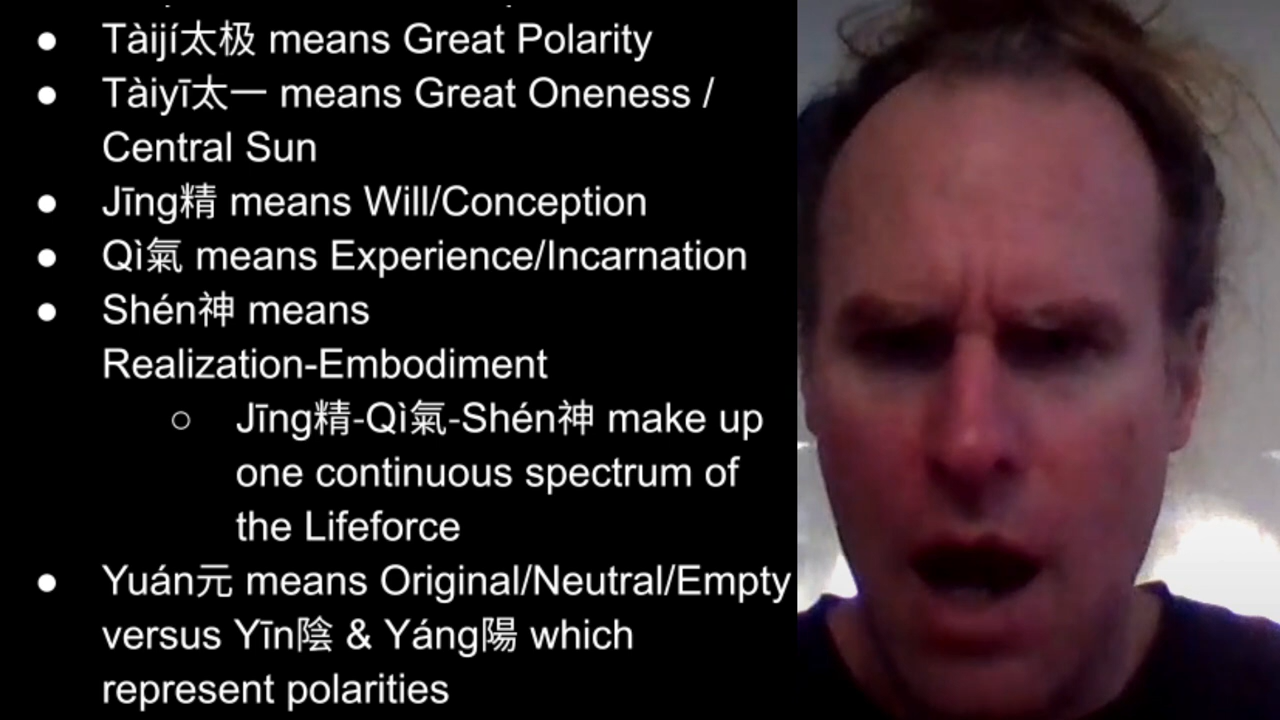 ● Tàijí太极 means Great Polarity
● Tàiyī太一 means Great Oneness /
Central Sun
● Jīng精 means Will/Conception
● Qì氣 means Experience/Incarnation
● Shén神 means
Realization-Embodiment
○ Jīng精-Qì氣-Shén神 make up
one continuous spectrum of
the Lifeforce
● Yuán元 means Original/Neutral/Empty
versus Yīn陰 & Yáng陽 which
represent polarities